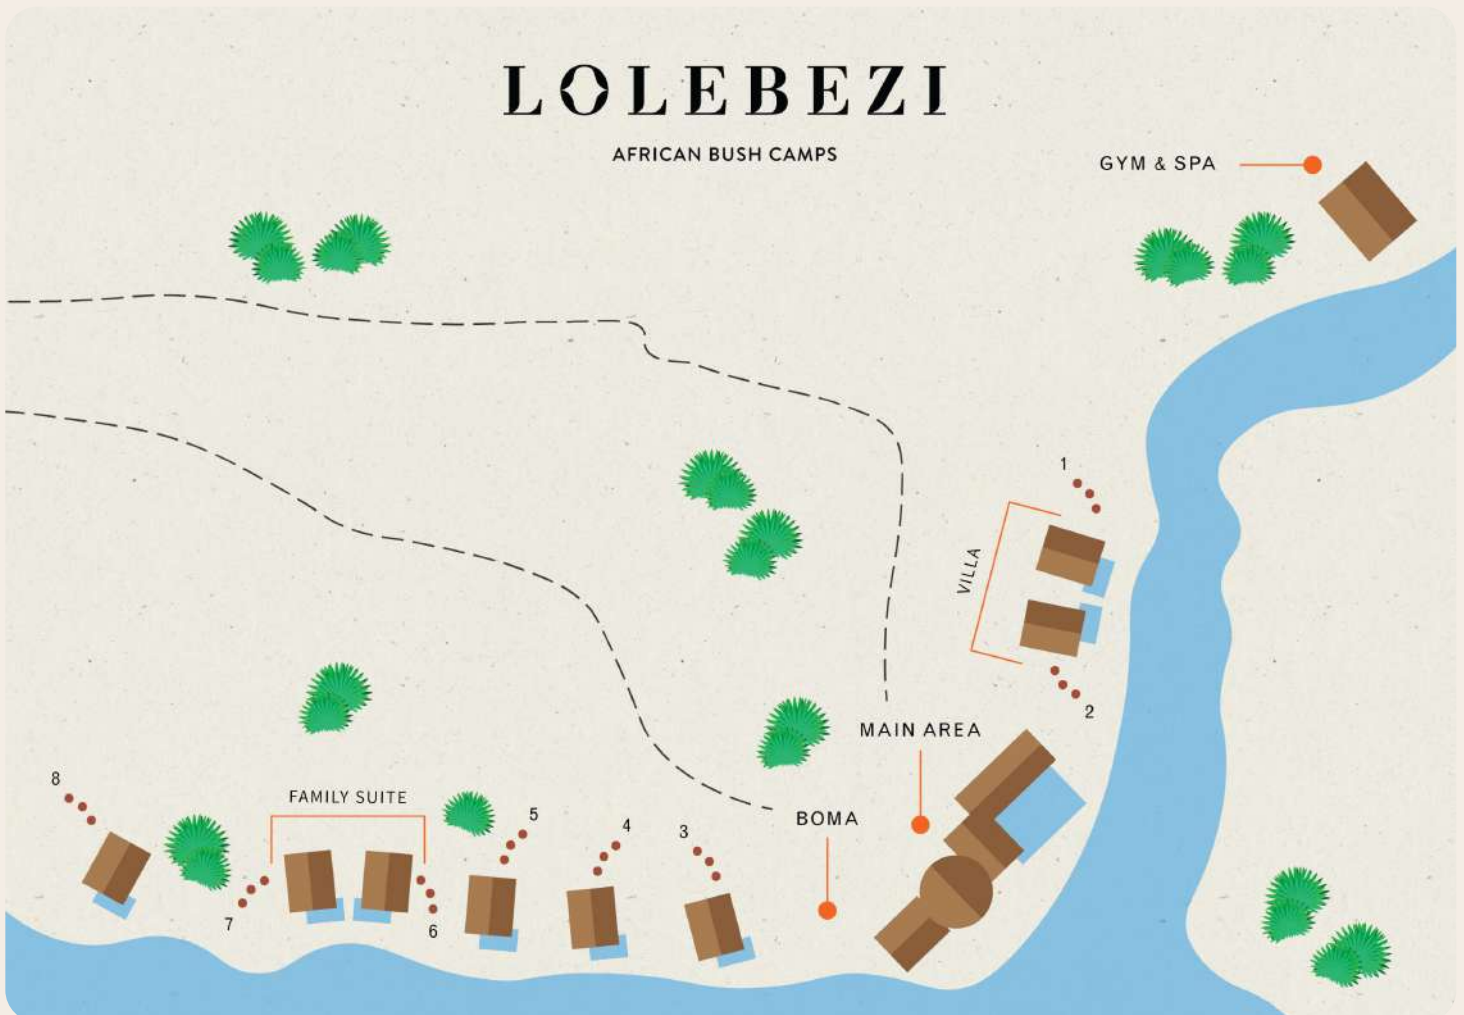 LOLEBEZI
AFRICAN BUSH CAMPS
GYM & SPA
1
VILLA
2
MAIN AREA
8
FAMILY SUITE
5
BOMA
4
3
7
6